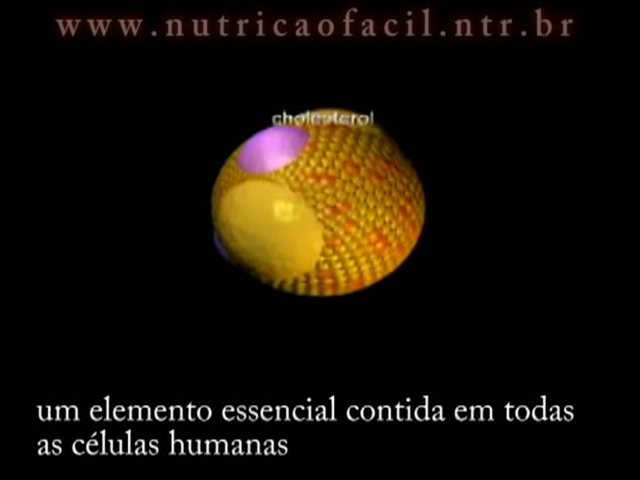 www.nutricaofacil.ntr.br
cholesterol
um elemento essencial contida em todas
as células humanas